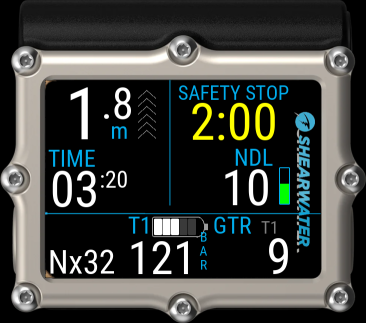 1.8 m
SAFETY STOP
2:00
TIME
03:20
NDL
10
SHEARWATER
T1
GTR T1
Nx32 121 BAR 9